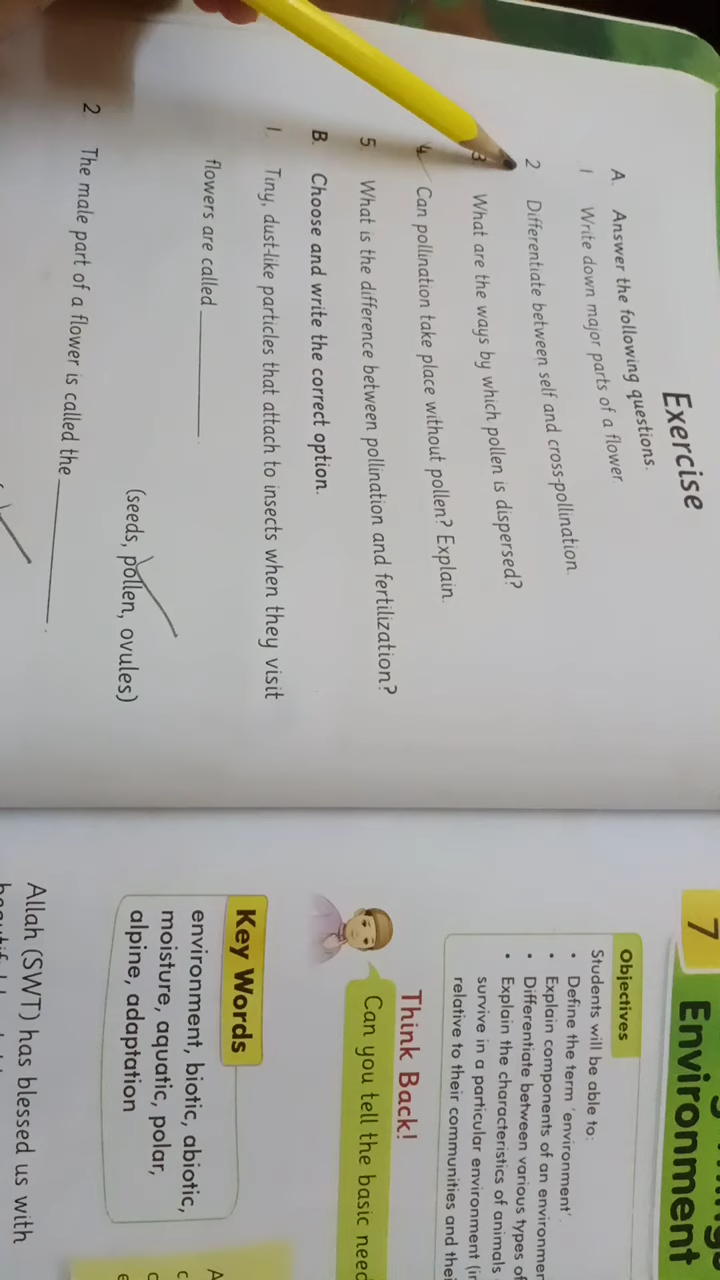 Exercise
A. Answer the following questions.
1 Write down major parts of a flower.
2 Differentiate between self and cross-pollination.
3 What are the ways by which pollen is dispersed?
4 Can pollination take place without pollen? Explain.
5. What is the difference between pollination and fertilization?
B. Choose and write the correct option.
1. Tiny, dust-like particles that attach to insects when they visit
flowers are called __________.
(seeds, pollen, ovules)
2 The male part of a flower is called the __________.
7
Environment
Objectives
Students will be able to:
• Define the term 'environment'.
• Explain components of an
• Differentiate between various types of
• Explain the characteristics of animals
survive in a particular environment
relative to their communities and
Think Back!
Can you tell the basic
Key Words
environment, biotic, abiotic,
moisture, aquatic, polar,
alpine, adaptation
Allah (SWT) has blessed us with